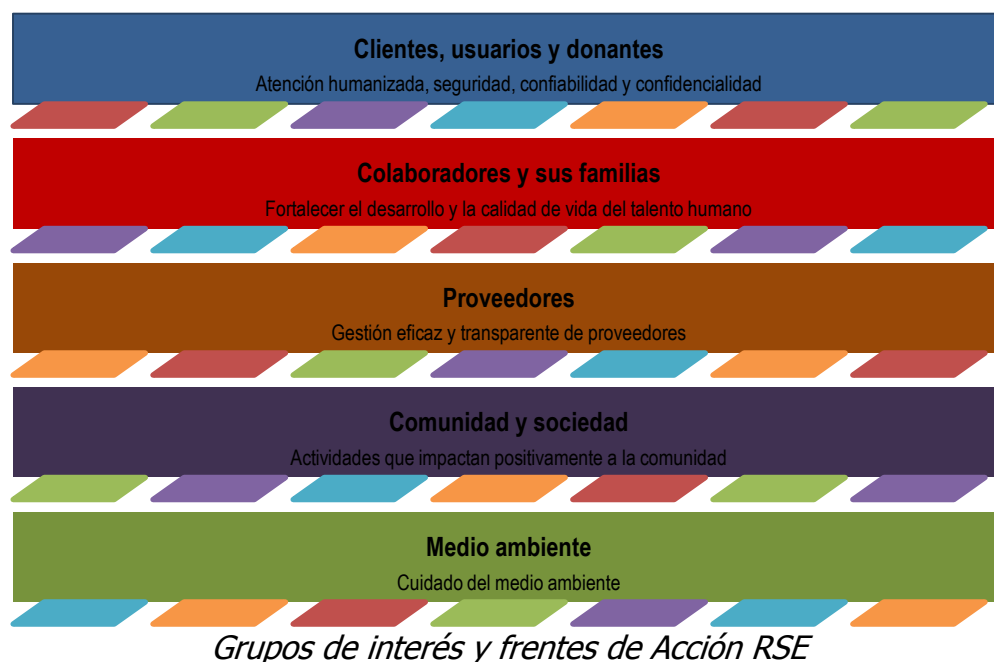 Clientes, usuarios y donantes
Atención humanizada, seguridad, confiabilidad y confidencialidad
Colaboradores y sus familias
Fortalecer el desarrollo y la calidad de vida del talento humano
Proveedores
Gestión eficaz y transparente de proveedores
Comunidad y sociedad
Actividades que impactan positivamente a la comunidad
Medio ambiente
Cuidado del medio ambiente
Grupos de interés y frentes de Acción RSE